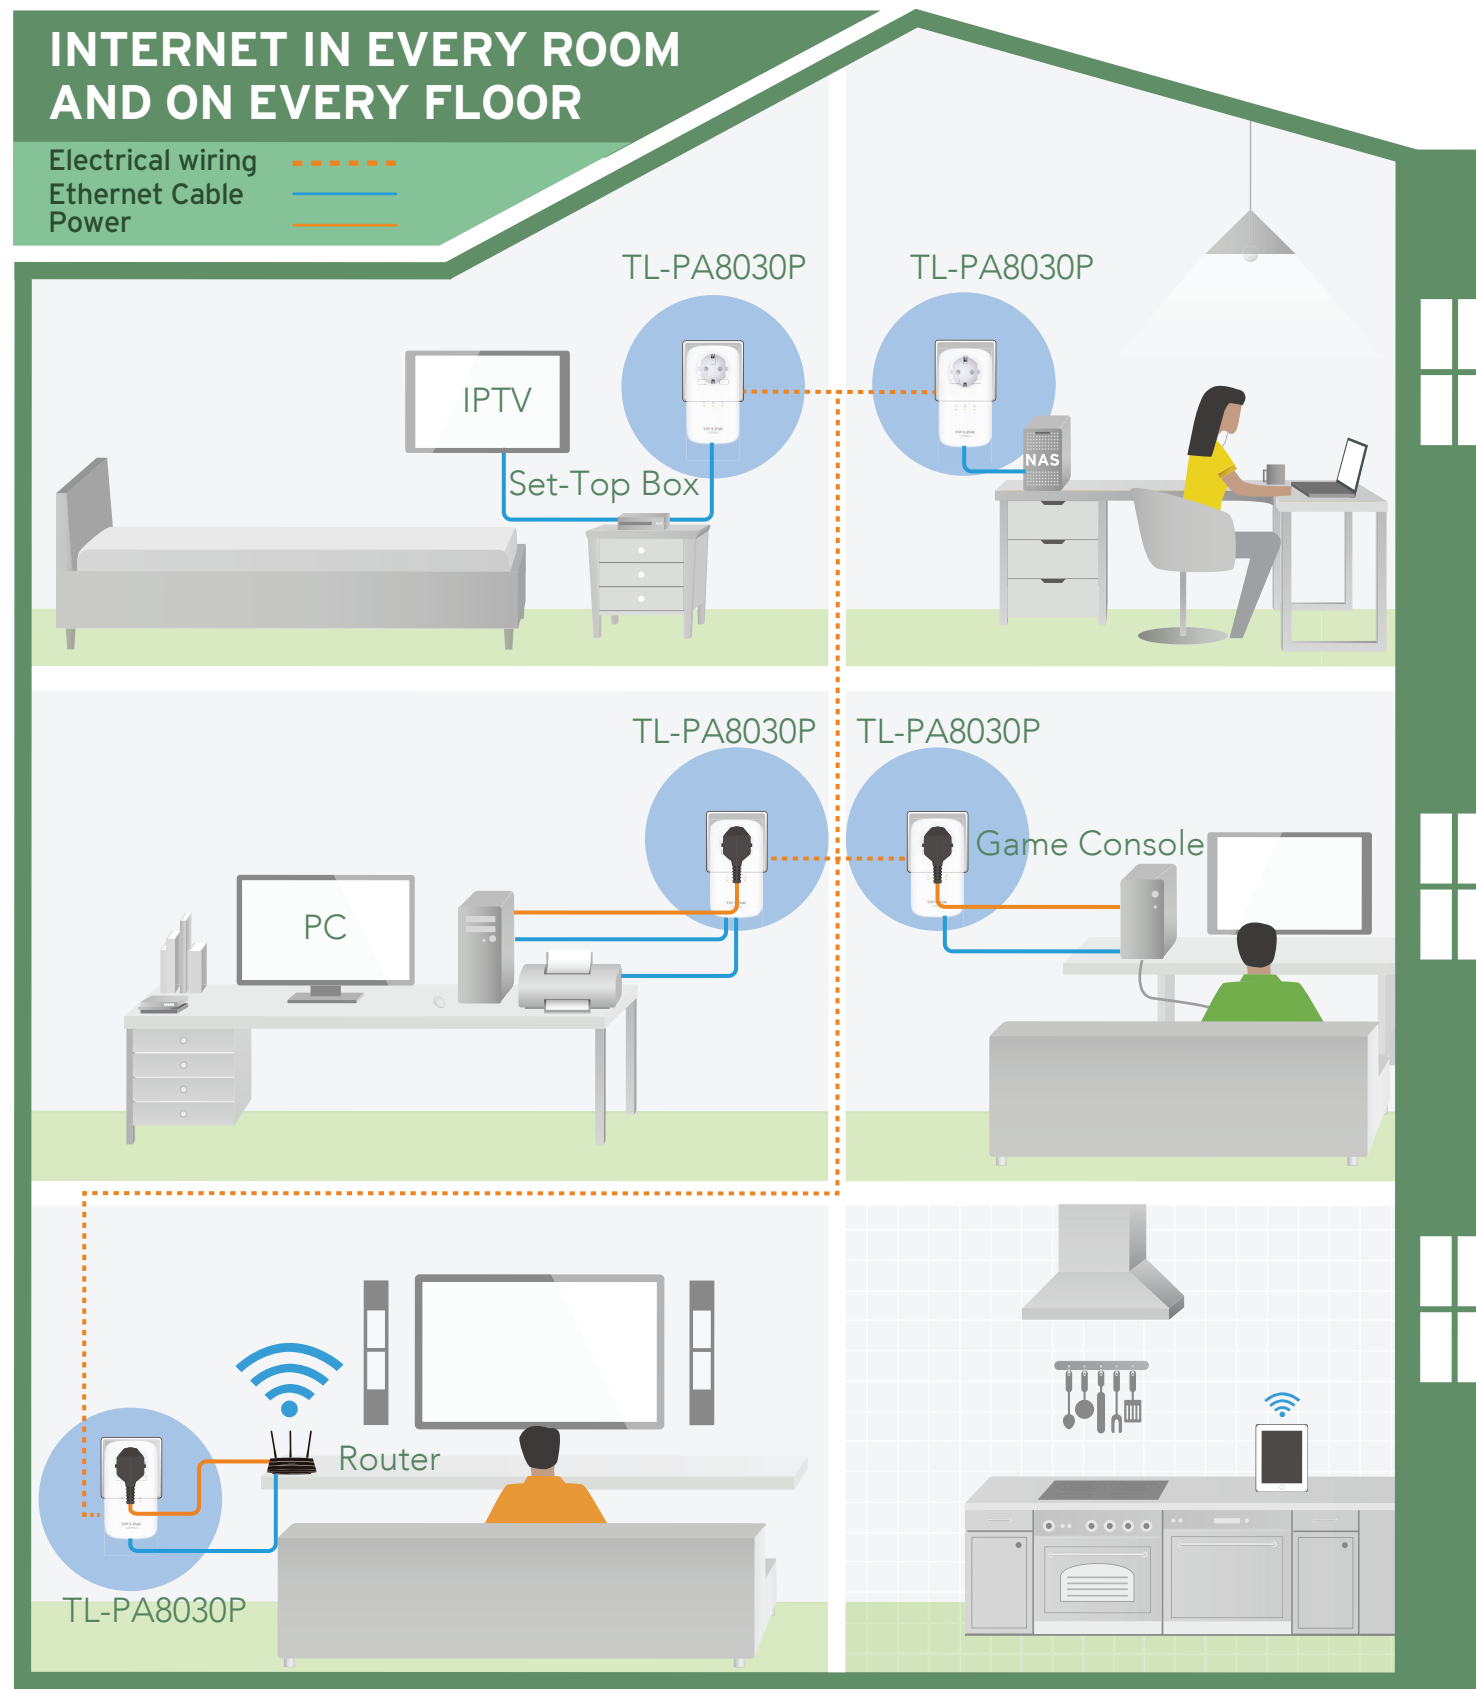 INTERNET IN EVERY ROOM
AND ON EVERY FLOOR
Electrical wiring
Ethernet Cable
Power
TL-PA8030P
TL-PA8030P
IPTV
Set-Top Box
NAS
TL-PA8030P
TL-PA8030P
Game Console
PC
Router
TL-PA8030P